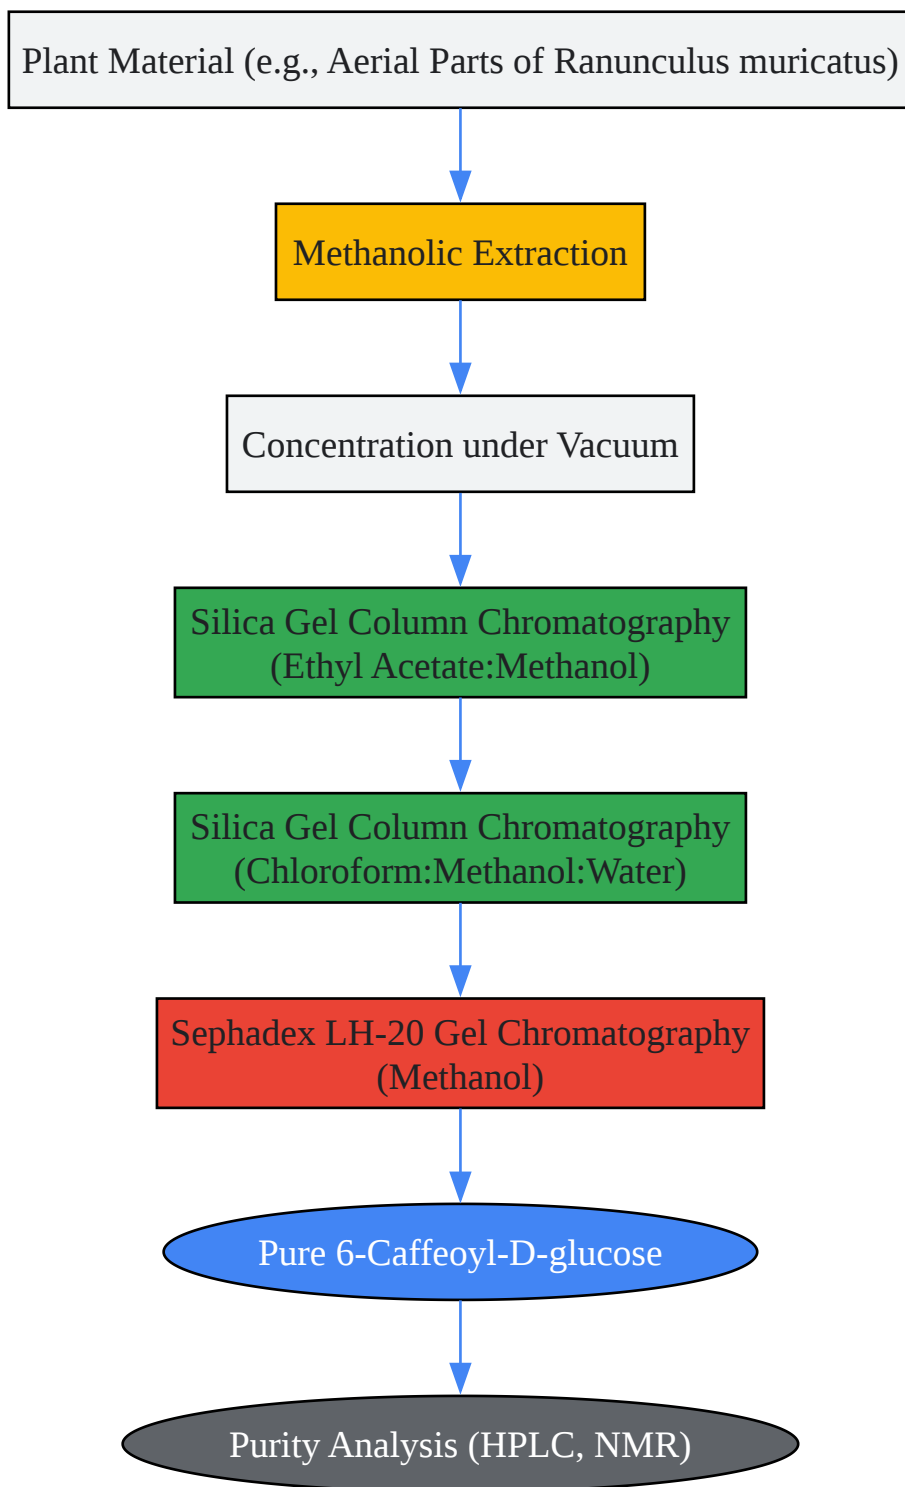 Plant Material (e.g., Aerial Parts of Ranunculus muricatus)
Methanolic Extraction
Concentration under Vacuum
Silica Gel Column Chromatography
(Ethyl Acetate:Methanol)
Silica Gel Column Chromatography
(Chloroform:Methanol:Water)
Sephadex LH-20 Gel Chromatography
(Methanol)
Pure 6-Caffeoyl-D-glucose
Purity Analysis (HPLC, NMR)